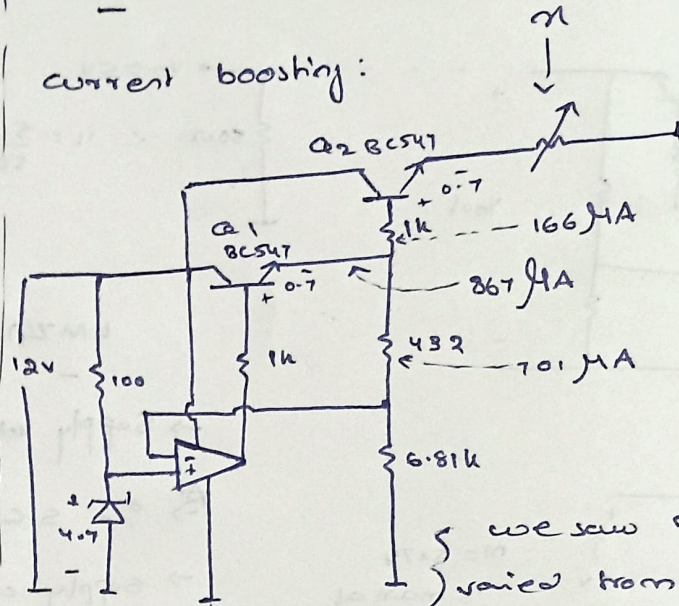 x
current boosting:
Q2 BC547
0.7
+
1k
166 µA
Q1
BC547
0.7
+
867 µA
12V
100
1k
432
701 µA
6.81k
4.7
we saw
varied from